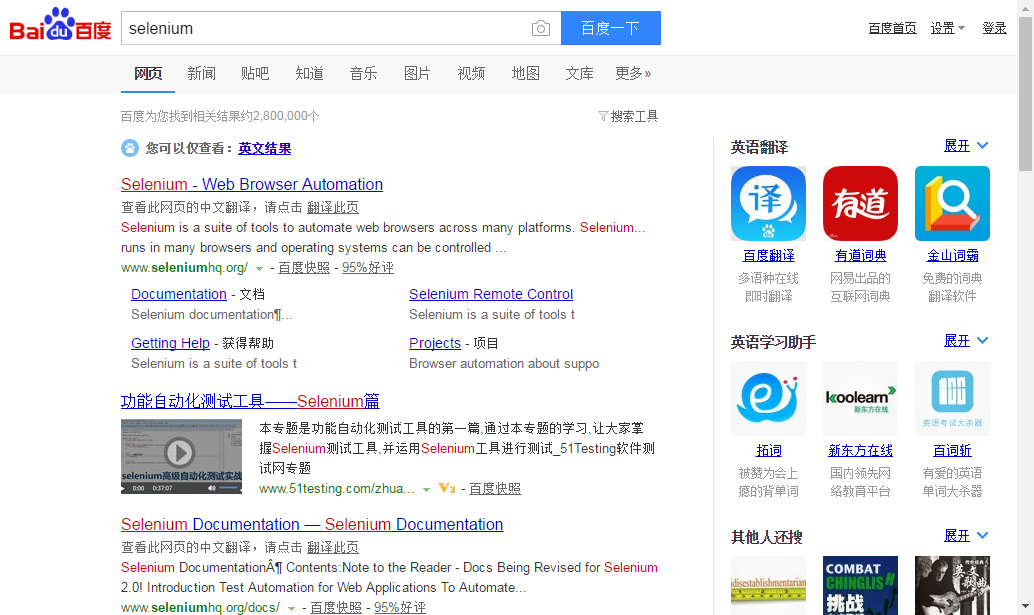 Bai du 百度
selenium
百度一下
百度首页 设置 登录
网页 新闻 贴吧 知道 音乐 图片 视频 地图 文库 更多»
百度为您找到相关结果约2,800,000个
搜索工具
您可以仅查看：英文结果
Selenium - Web Browser Automation
查看此网页的中文翻译，请点击 翻译此页
Selenium is a suite of tools to automate web browsers across many platforms. Selenium...
runs in many browsers and operating systems can be controlled ...
www.seleniumhq.org/ - 百度快照 - 95%好评
Documentation - 文档
Selenium documentation¶...
Selenium Remote Control
Selenium is a suite of tools t
Getting Help - 获得帮助
Selenium is a suite of tools t
Projects - 项目
Browser automation about suppo
功能自动化测试工具——Selenium篇
selenium高级自动化测试实战
0:00 0:37:07
本专题是功能自动化测试工具的第一篇,通过本专题的学习,让大家掌
握Selenium测试工具,并运用Selenium工具进行测试_51Testing软件测
试网专题
www.51testing.com/zhua... V3 - 百度快照
Selenium Documentation — Selenium Documentation
查看此网页的中文翻译，请点击 翻译此页
Selenium DocumentationÂ¶ Contents:Note to the Reader - Docs Being Revised for Selenium
2.0! Introduction Test Automation for Web Applications To Automate...
www.seleniumhq.org/docs/ - 百度快照 - 95%好评
英语翻译 展开
译
有道
百度翻译 有道词典 金山词霸
多语种在线 网易出品的 免费的词典
即时翻译 互联网词典 翻译软件
英语学习助手 展开
koolearn
新东方在线
英语考试大杀器
拓词 新东方在线 百词斩
被赞为会上 国内领先网 有爱的英语
瘾的背单词 络教育平台 单词大杀器
其他人还搜 展开
idisestablishmentarian
COMBAT
CHINGLISH
挑战
英文
歌曲